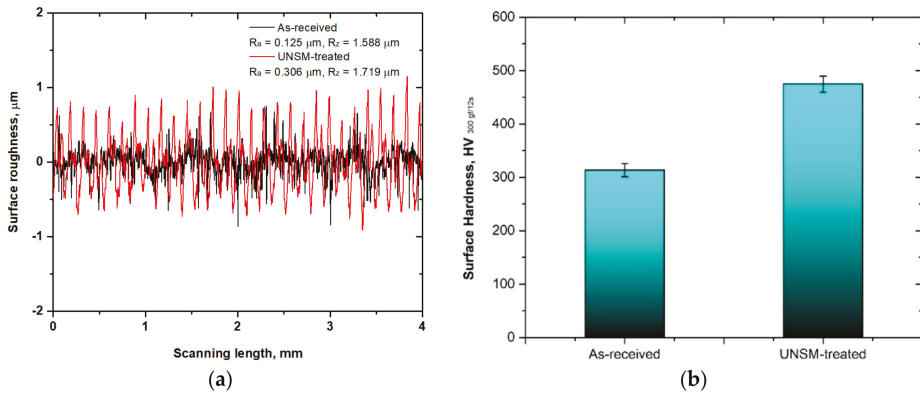 As-received
Ra = 0.125 μm, Rz = 1.588 μm
UNSM-treated
Ra = 0.306 μm, Rz = 1.719 μm
Surface roughness, μm
2
1
0
-1
-2
0 1 2 3 4
Scanning length, mm
(a)
Surface Hardness, HV 300 gf/12s
600
500
400
300
200
100
0
As-received UNSM-treated
(b)